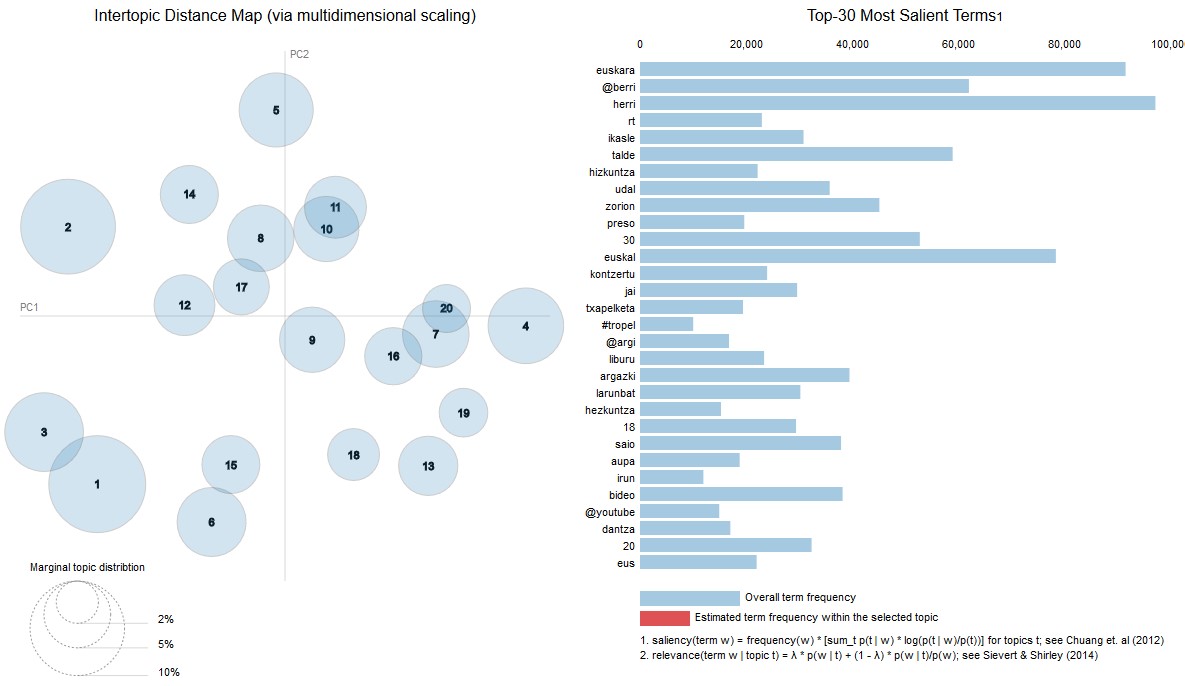 Intertopic Distance Map (via multidimensional scaling)
PC2
PC1
5
14
2
11
10
8
17
12
20
4
7
9
16
3
19
18
15
13
1
6
Marginal topic distribtion
2%
5%
10%
Top-30 Most Salient Terms1
0 20,000 40,000 60,000 80,000 100,00
euskara
@berri
herri
rt
ikasle
talde
hizkuntza
udal
zorion
preso
30
euskal
kontzertu
jai
txapelketa
#tropel
@argi
liburu
argazki
larunbat
hezkuntza
18
saio
aupa
irun
bideo
@youtube
dantza
20
eus
Overall term frequency
Estimated term frequency within the selected topic
1. saliency(term w) = frequency(w) * [sum_t p(t | w) * log(p(t | w)/p(t))] for topics t; see Chuang et. al (2012)
2. relevance(term w | topic t) = λ * p(w | t) + (1 - λ) * p(w | t)/p(w); see Sievert & Shirley (2014)